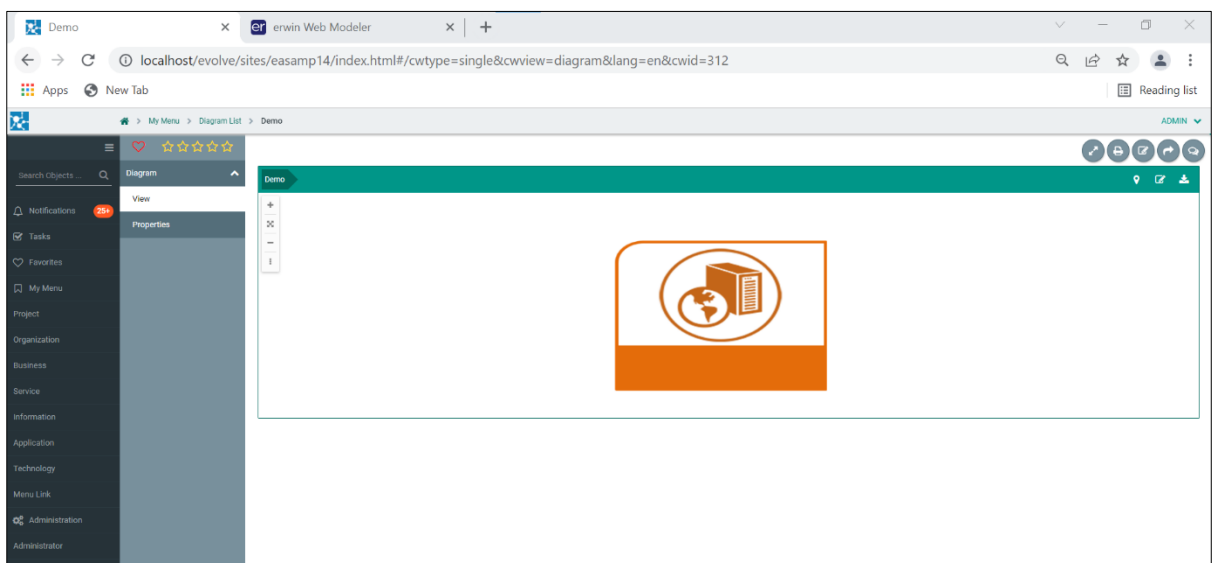 Demo
er erwin Web Modeler
localhost/evolve/sites/easamp14/index.html#/cwtype=single&cwview=diagram&lang=en&cwid=312
Apps New Tab Reading list
> My Menu > Diagram List > Demo ADMIN
Search Objects ...
Diagram
Demo
View
Notifications 25+
Properties
Tasks
Favorites
My Menu
Project
Organization
Business
Service
Information
Application
Technology
Menu Link
Administration
Administrator